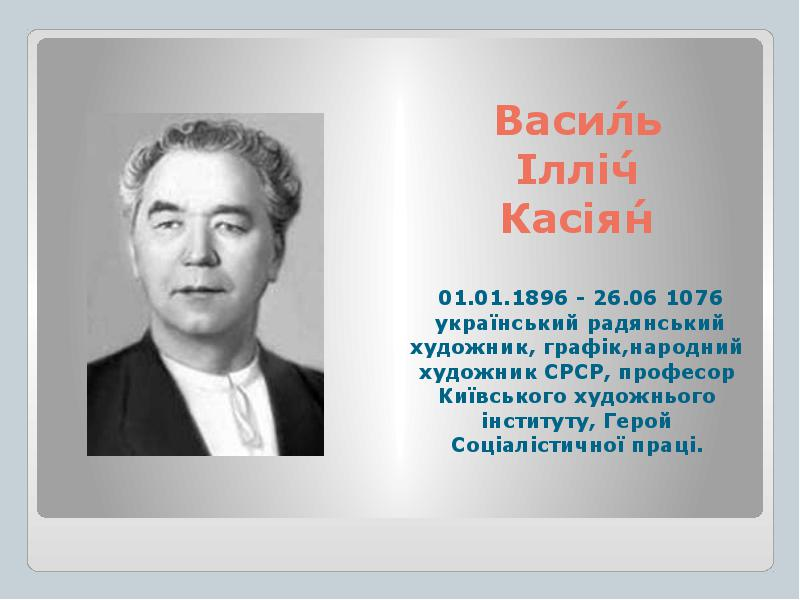 Васи́ль
Іллі́ч
Касія́н
01.01.1896 - 26.06 1076
український радянський
художник, графік,народний
художник СРСР, професор
Київського художнього
інституту, Герой
Соціалістичної праці.